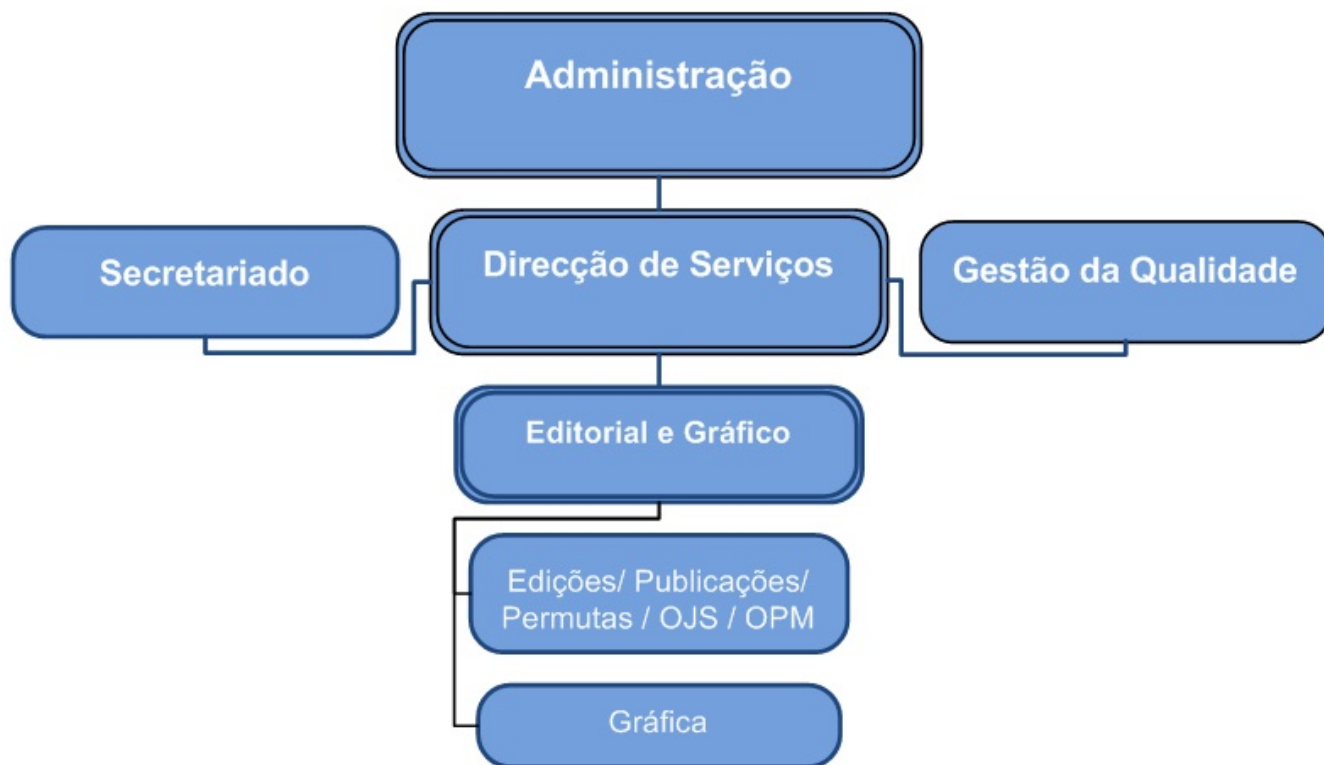 Administração
Secretariado
Direcção de Serviços
Gestão da Qualidade
Editorial e Gráfico
Edições/ Publicações/
Permutas / OJS / OPM
Gráfica